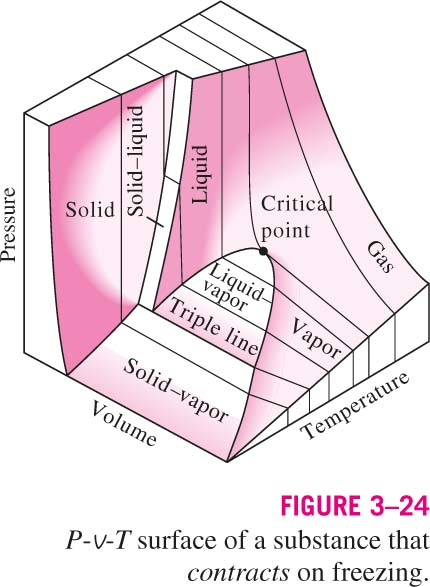 Pressure
Solid
Solid–liquid
Liquid
Critical
point
Gas
Liquid–
vapor
Vapor
Triple line
Solid–vapor
Volume
Temperature
FIGURE 3–24
P-v-T surface of a substance that
contracts on freezing.